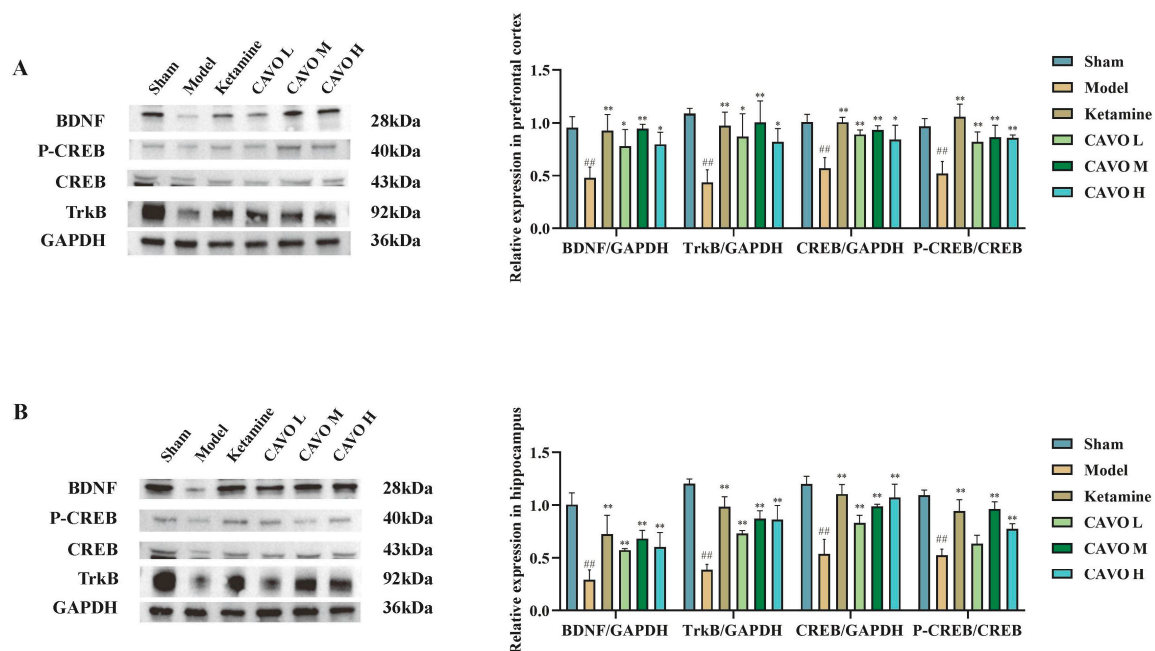 A
Sham
Model
Ketamine
CAVO L
CAVO M
CAVO H
BDNF 28kDa
P-CREB 40kDa
CREB 43kDa
TrkB 92kDa
GAPDH 36kDa
Relative expression in prefrontal cortex
1.5
1.0
0.5
0.0
## ** * ** *
## ** * ** *
## ** ** ** *
## ** ** ** **
BDNF/GAPDH TrkB/GAPDH CREB/GAPDH P-CREB/CREB
Sham
Model
Ketamine
CAVO L
CAVO M
CAVO H
B
Sham
Model
Ketamine
CAVO L
CAVO M
CAVO H
BDNF 28kDa
P-CREB 40kDa
CREB 43kDa
TrkB 92kDa
GAPDH 36kDa
Relative expression in hippocampus
1.5
1.0
0.5
0.0
## ** ** ** **
## ** ** ** **
## ** ** ** **
## ** ** **
BDNF/GAPDH TrkB/GAPDH CREB/GAPDH P-CREB/CREB
Sham
Model
Ketamine
CAVO L
CAVO M
CAVO H